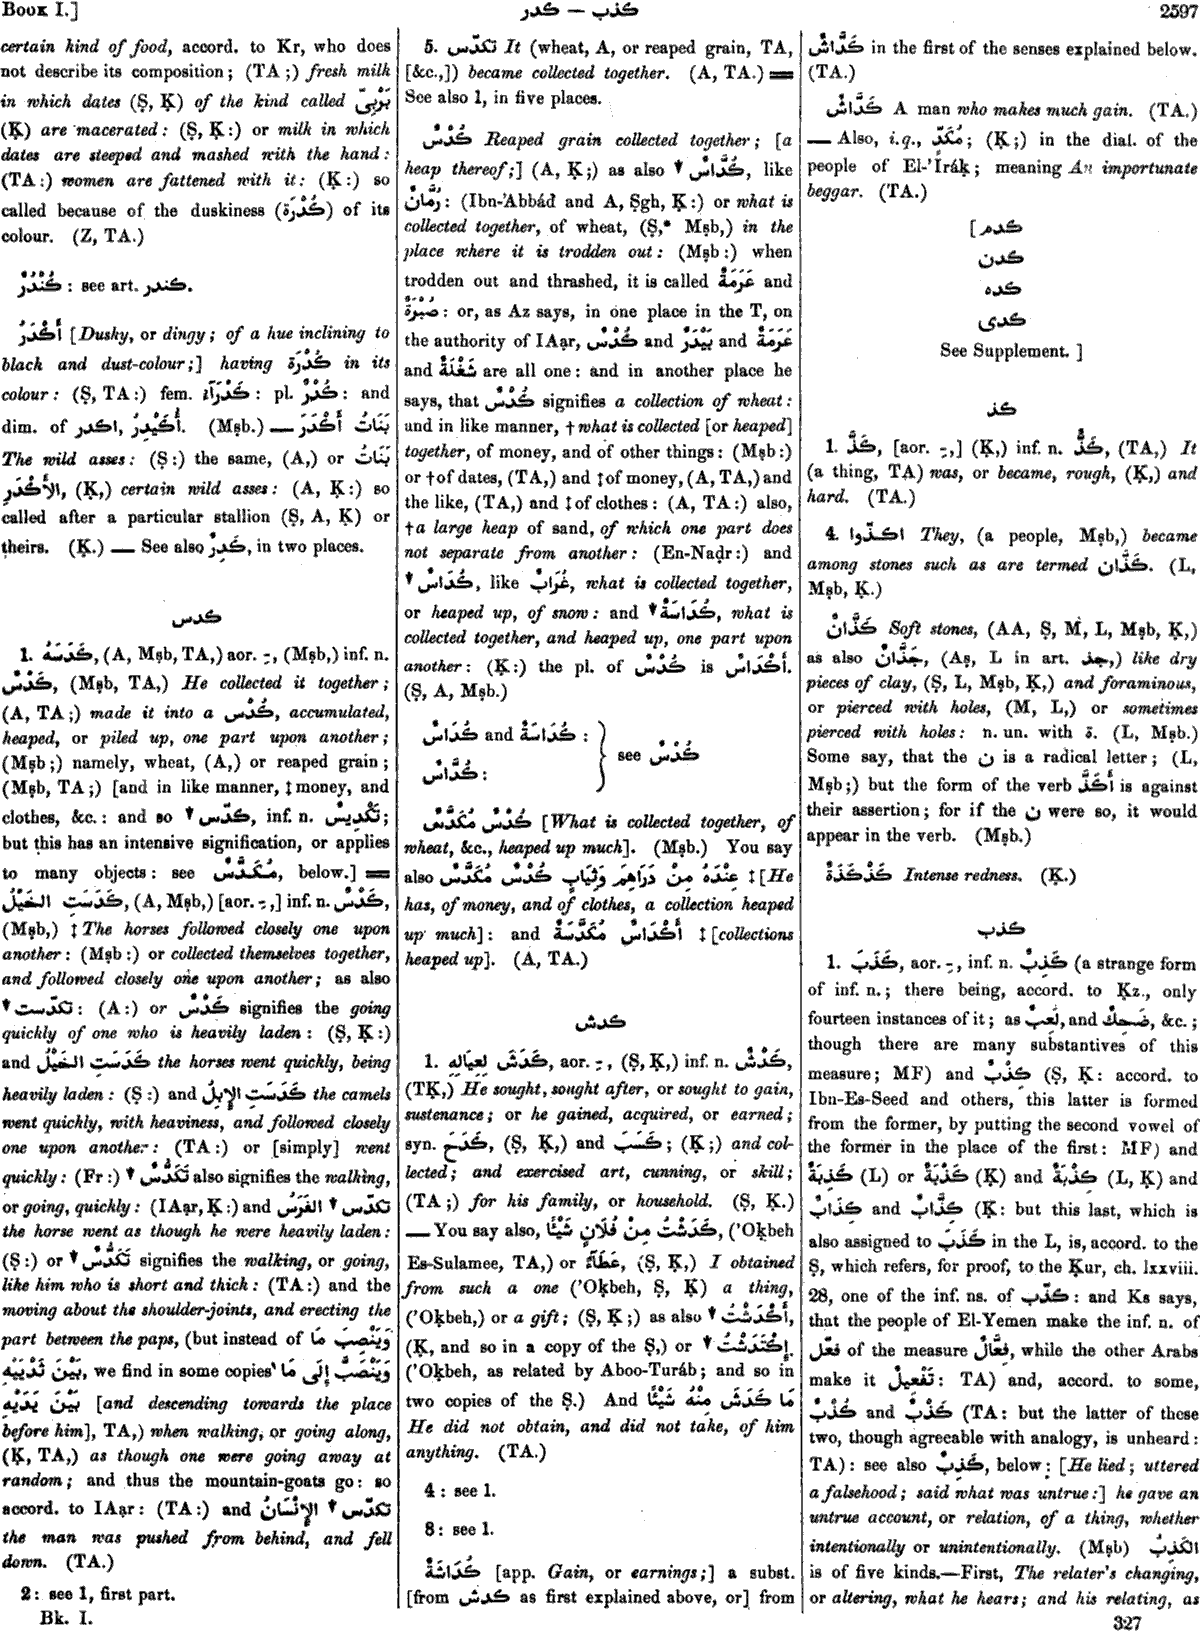 Book I.]
كدر — كذب
2597
certain kind of food, accord. to Kr, who does
not describe its composition; (TA;) fresh milk
in which dates (Ṣ, Ḳ) of the kind called بَرْنِىّ
(Ḳ) are macerated: (Ṣ, Ḳ:) or milk in which
dates are steeped and mashed with the hand:
(TA:) women are fattened with it: (Ḳ:) so
called because of the duskiness (كُدْرَة) of its
colour. (Z, TA.)
كُنْدُرٌ: see art. كندر.
أَكْدَرُ [Dusky, or dingy; of a hue inclining to
black and dust-colour;] having كُدْرَة in its
colour: (Ṣ, TA:) fem. كَدْرَآءُ: pl. كُدْرٌ: and
dim. of اكدر, أُكَيْدِرُ. (Mṣb.) — بَنَاتُ أَكْدَرَ
The wild asses: (Ṣ:) the same, (A,) or بَنَاتُ
الأَكْدَرِ, (Ḳ,) certain wild asses: (A, Ḳ:) so
called after a particular stallion (Ṣ, A, Ḳ) or
theirs. (Ḳ.) — See also كَدِرٌ, in two places.
كدس
1. كَدَسَهُ, (A, Mṣb, TA,) aor. ـِ, (Mṣb,) inf. n.
كَدْسٌ, (Mṣb, TA,) He collected it together;
(A, TA;) made it into a كُدْس, accumulated,
heaped, or piled up, one part upon another;
(Mṣb;) namely, wheat, (A,) or reaped grain;
(Mṣb, TA;) [and in like manner, ‡ money, and
clothes, &c.: and so ▼ كدّس, inf. n. تَكْدِيسٌ;
but this has an intensive signification, or applies
to many objects: see مُكَدَّسٌ, below.] ==
كَدَسَتِ الخَيْلُ, (A, Mṣb,) [aor. ـِ,] inf. n. كَدْسٌ,
(Mṣb,) ‡ The horses followed closely one upon
another: (Mṣb:) or collected themselves together,
and followed closely one upon another; as also
▼ تكدّست: (A:) or كَدْسٌ signifies the going
quickly of one who is heavily laden: (Ṣ, Ḳ:)
and كَدَسَتِ الخَيْلُ the horses went quickly, being
heavily laden: (Ṣ:) and كَدَسَتِ الإِبِلُ the camels
went quickly, with heaviness, and followed closely
one upon another: (TA:) or [simply] went
quickly: (Fr:) ▼ تَكَدُّسٌ also signifies the walking,
or going, quickly: (IAạr, Ḳ:) and تكدّس ▼ الفَرَسُ
the horse went as though he were heavily laden:
(Ṣ:) or ▼ تَكَدُّسٌ signifies the walking, or going,
like him who is short and thick: (TA:) and the
moving about the shoulder-joints, and erecting the
part between the paps, (but instead of وَيَنْصِبُ مَا
بَيْنَ ثَدْيَيْهِ, we find in some copies وَيَنْصَبُّ إِلَى مَا
بَيْنَ يَدَيْهِ [and descending towards the place
before him], TA,) when walking, or going along,
(Ḳ, TA,) as though one were going away at
random; and thus the mountain-goats go: so
accord. to IAạr: (TA:) and تكدّس ▼ الإِنْسَانُ
the man was pushed from behind, and fell
down. (TA.)
2: see 1, first part.
Bk. I.
5. تكدّس It (wheat, A, or reaped grain, TA,
[&c.,]) became collected together. (A, TA.) ==
See also 1, in five places.
كُدْسٌ Reaped grain collected together; [a
heap thereof;] (A, Ḳ;) as also ▼ كُدَّاسٌ, like
رُمَّانٌ: (Ibn-'Abbád and A, Ṣgh, Ḳ:) or what is
collected together, of wheat, (Ṣ,* Mṣb,) in the
place where it is trodden out: (Mṣb:) when
trodden out and thrashed, it is called عَرَمَةٌ and
صُبْرَةٌ: or, as Az says, in one place in the T, on
the authority of IAạr, كُدْسٌ and بَيْدَرٌ and عَرَمَةٌ
and شَغْلَةٌ are all one: and in another place he
says, that كُدْسٌ signifies a collection of wheat:
and in like manner, † what is collected [or heaped]
together, of money, and of other things: (Mṣb:)
or † of dates, (TA,) and ‡ of money, (A, TA,) and
the like, (TA,) and ‡ of clothes: (A, TA:) also,
† a large heap of sand, of which one part does
not separate from another: (En-Naḍr:) and
▼ كُدَاسٌ, like غُرَابٌ, what is collected together,
or heaped up, of snow: and ▼ كُدَاسَةٌ, what is
collected together, and heaped up, one part upon
another: (Ḳ:) the pl. of كُدْسٌ is أَكْدَاسٌ.
(Ṣ, A, Mṣb.)
كُدَاسٌ and كُدَاسَةٌ:
كُدَّاسٌ:
see كُدْسٌ
كُدْسٌ مُكَدَّسٌ [What is collected together, of
wheat, &c., heaped up much]. (Mṣb.) You say
also عِنْدَهُ مِنْ دَرَاهِمَ وَثِيَابٍ كُدْسٌ مُكَدَّسٌ ‡ [He
has, of money, and of clothes, a collection heaped
up much]: and أَكْدَاسٌ مُكَدَّسَةٌ ‡ [collections
heaped up]. (A, TA.)
كدش
1. كَدَشَ لِعِيَالِهِ, aor. ـِ, (Ṣ, Ḳ,) inf. n. كَدْشٌ,
(TḲ,) He sought, sought after, or sought to gain,
sustenance; or he gained, acquired, or earned;
syn. كَدَحَ, (Ṣ, Ḳ,) and كَسَبَ; (Ḳ;) and col-
lected; and exercised art, cunning, or skill;
(TA;) for his family, or household. (Ṣ, Ḳ.)
— You say also, كَدَشْتُ مِنْ فُلَانٍ شَيْئًا, ('Oḳbeh
Es-Sulamee, TA,) or عَطَآءً, (Ṣ, Ḳ,) I obtained
from such a one ('Oḳbeh, Ṣ, Ḳ) a thing,
('Oḳbeh,) or a gift; (Ṣ, Ḳ;) as also ▼ أَكْدَشْتُ,
(Ḳ, and so in a copy of the Ṣ,) or ▼ إِكْتَدَشْتُ.
('Oḳbeh, as related by Aboo-Turáb; and so in
two copies of the Ṣ.) And مَا كَدَشَ مِنْهُ شَيْئًا
He did not obtain, and did not take, of him
anything. (TA.)
4: see 1.
8: see 1.
كُدَاشَةٌ [app. Gain, or earnings;] a subst.
[from كدش as first explained above, or] from
كَدَّاشٌ in the first of the senses explained below.
(TA.)
كَدَّاشٌ A man who makes much gain. (TA.)
— Also, i.q., مُكَدٍّ; (Ḳ;) in the dial. of the
people of El-'Iráḳ; meaning An importunate
beggar. (TA.)
[كدم
كدن
كده
كدى
See Supplement. ]
كذ
1. كَذَّ, [aor. ـِ,] (Ḳ,) inf. n. كَذٌّ, (TA,) It
(a thing, TA) was, or became, rough, (Ḳ,) and
hard. (TA.)
4. اكذّوا They, (a people, Mṣb,) became
among stones such as are termed كَذَّان. (L,
Mṣb, Ḳ.)
كَذَّانٌ Soft stones, (AA, Ṣ, M, L, Mṣb, Ḳ,)
as also جَذَّانٌ, (Aṣ, L in art. جذ,) like dry
pieces of clay, (Ṣ, L, Mṣb, Ḳ,) and foraminous,
or pierced with holes, (M, L,) or sometimes
pierced with holes: n. un. with ة. (L, Mṣb.)
Some say, that the ن is a radical letter; (L,
Mṣb;) but the form of the verb أَكَذَّ is against
their assertion; for if the ن were so, it would
appear in the verb. (Mṣb.)
كَذْكَذَةٌ Intense redness. (Ḳ.)
كذب
1. كَذَبَ, aor. ـِ, inf. n. كَذِبٌ (a strange form
of inf. n.; there being, accord. to Ḳz., only
fourteen instances of it; as لَعِبٌ, and ضَحِكٌ, &c.;
though there are many substantives of this
measure; MF) and كِذْبٌ (Ṣ, Ḳ: accord. to
Ibn-Es-Seed and others, this latter is formed
from the former, by putting the second vowel of
the former in the place of the first: MF) and
كَذِبَةٌ (L) or كَذْبَةٌ (Ḳ) and كِذْبَةٌ (L, Ḳ) and
كِذَابٌ and كِذَّابٌ (Ḳ: but this last, which is
also assigned to كَذَبَ in the L, is, accord. to the
Ṣ, which refers, for proof, to the Ḳur, ch. lxxviii.
28, one of the inf. ns. of كَذَّبَ: and Ks says,
that the people of El-Yemen make the inf. n. of
فَعَّلَ of the measure فِعَّالٌ, while the other Arabs
make it تَفْعِيلٌ: TA) and, accord. to some,
كُذْبٌ and كَذْبٌ (TA: but the latter of these
two, though agreeable with analogy, is unheard:
TA): see also كَذِبٌ, below: [He lied; uttered
a falsehood; said what was untrue:] he gave an
untrue account, or relation, of a thing, whether
intentionally or unintentionally. (Mṣb) الكَذِبُ
is of five kinds.—First, The relater's changing,
or altering, what he hears; and his relating, as
327